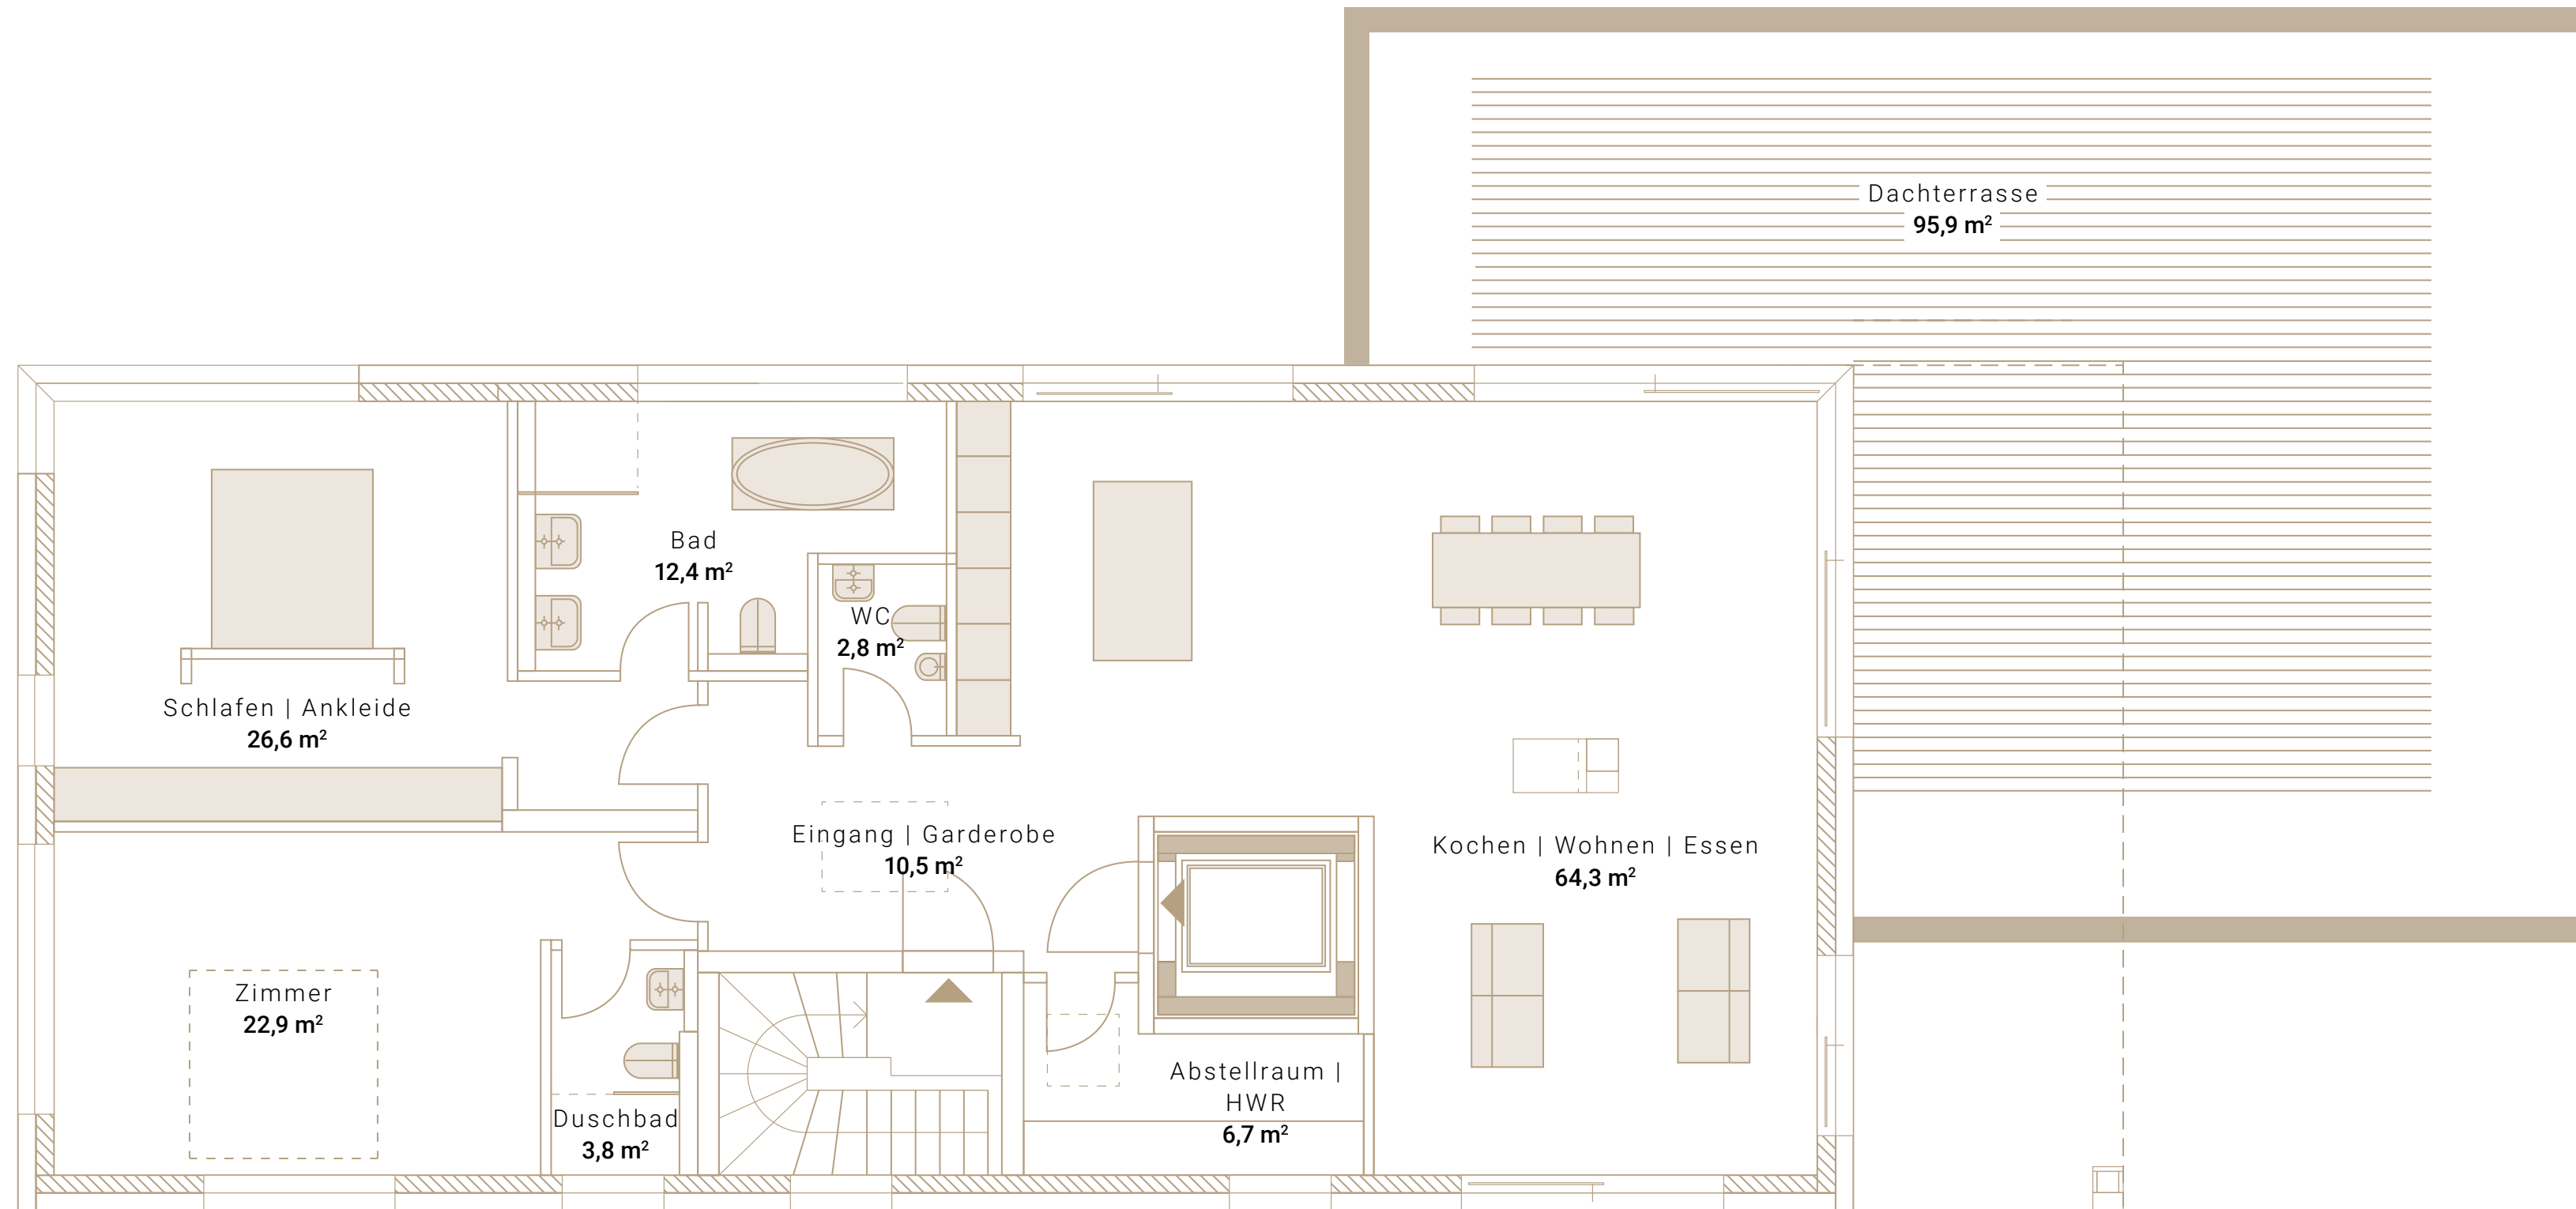 Dachterrasse
95,9 m²
Bad
12,4 m²
WC
2,8 m²
Schlafen | Ankleide
26,6 m²
Eingang | Garderobe
10,5 m²
Kochen | Wohnen | Essen
64,3 m²
Zimmer
22,9 m²
Abstellraum |
HWR
6,7 m²
Duschbad
3,8 m²